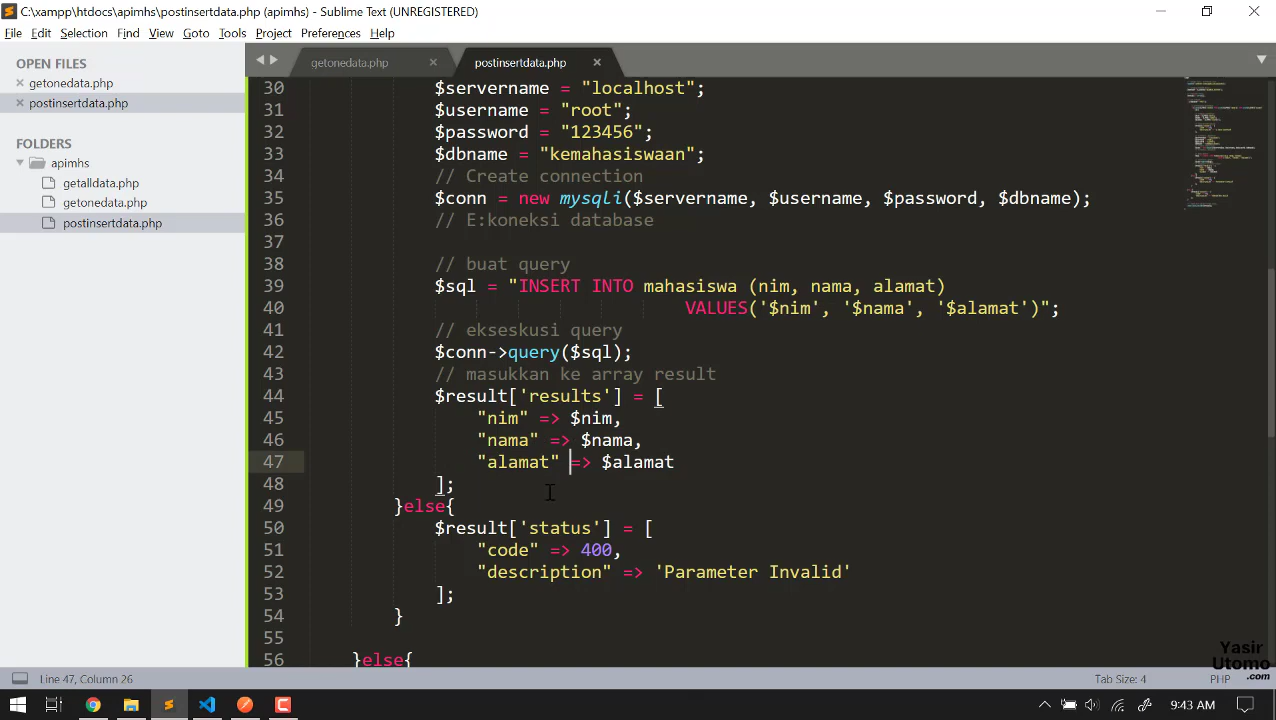 C:\xampp\htdocs\apimhs\postinsertdata.php (apimhs) - Sublime Text (UNREGISTERED)
File Edit Selection Find View Goto Tools Project Preferences Help
OPEN FILES
getonedata.php
postinsertdata.php
FOLDERS
apimhs
getalldata.php
getonedata.php
postinsertdata.php
getonedata.php postinsertdata.php
30 $servername = "localhost";
31 $username = "root";
32 $password = "123456";
33 $dbname = "kemahasiswaan";
34 // Create connection
35 $conn = new mysqli($servername, $username, $password, $dbname);
36 // E:koneksi database
37
38 // buat query
39 $sql = "INSERT INTO mahasiswa (nim, nama, alamat)
40 VALUES('$nim', '$nama', '$alamat')";
41 // ekseskusi query
42 $conn->query($sql);
43 // masukkan ke array result
44 $result['results'] = [
45 "nim" => $nim,
46 "nama" => $nama,
47 "alamat" => $alamat
48 ];
49 }else{
50 $result['status'] = [
51 "code" => 400,
52 "description" => 'Parameter Invalid'
53 ];
54 }
55
56 }else{
Yasir
Utomo
.com
Line 47, Column 26 Tab Size: 4 PHP
9:43 AM